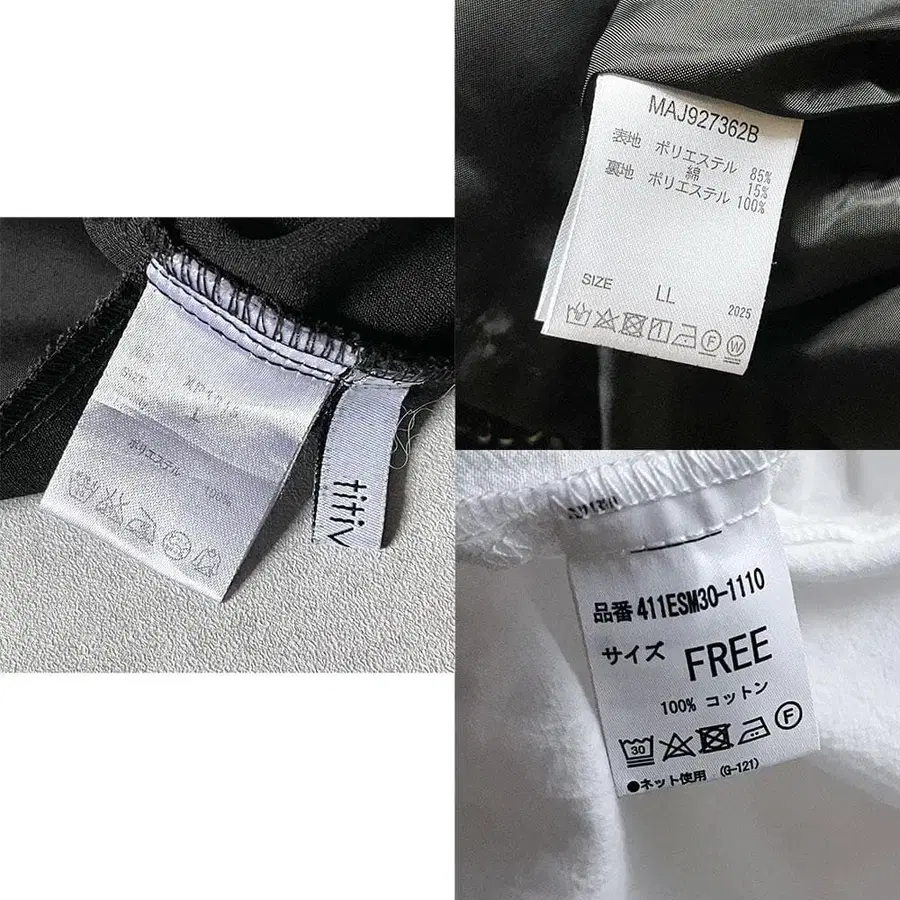 SIZE
L
ポリエステル 100%
titiv
MAJ927362B
表地 ポリエステル 85%
綿 15%
裏地 ポリエステル 100%
SIZE LL
2025
F W
品番 411ESM30-1110
サイズ FREE
100% コットン
30 F
●ネット使用 (G-121)